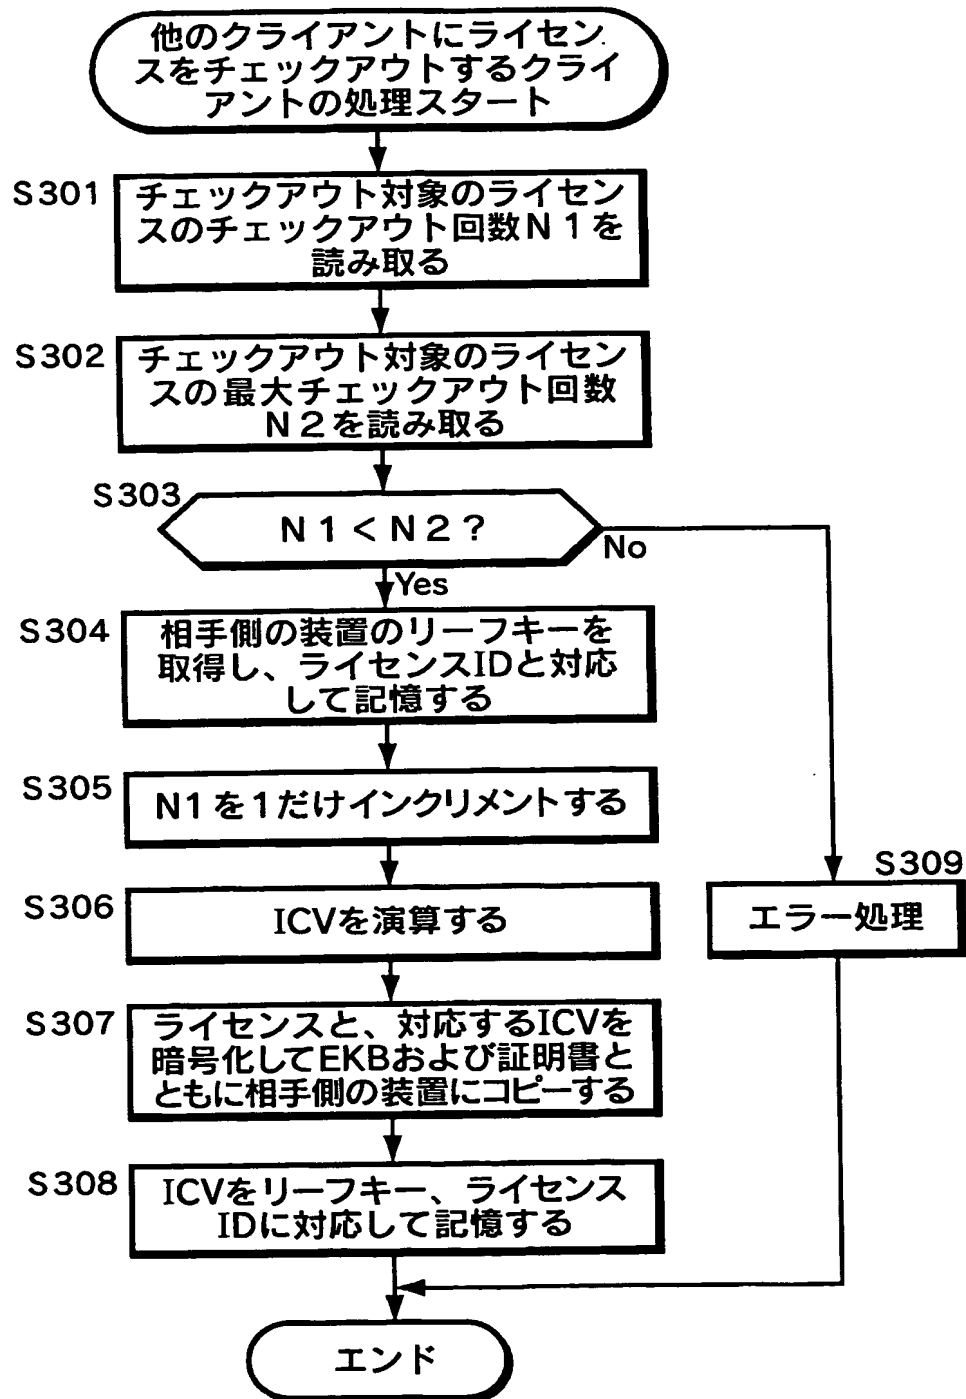 他のクライアントにライセン
スをチェックアウトするクライ
アントの処理スタート
S301
チェックアウト対象のライセン
スのチェックアウト回数N1を
読み取る
S302
チェックアウト対象のライセン
スの最大チェックアウト回数
N2を読み取る
S303
N1<N2?
No
Yes
S304
相手側の装置のリーフキーを
取得し、ライセンスIDと対応
して記憶する
S305
N1を1だけインクリメントする
S309
エラー処理
S306
ICVを演算する
S307
ライセンスと、対応するICVを
暗号化してEKBおよび証明書と
ともに相手側の装置にコピーする
S308
ICVをリーフキー、ライセンス
IDに対応して記憶する
エンド